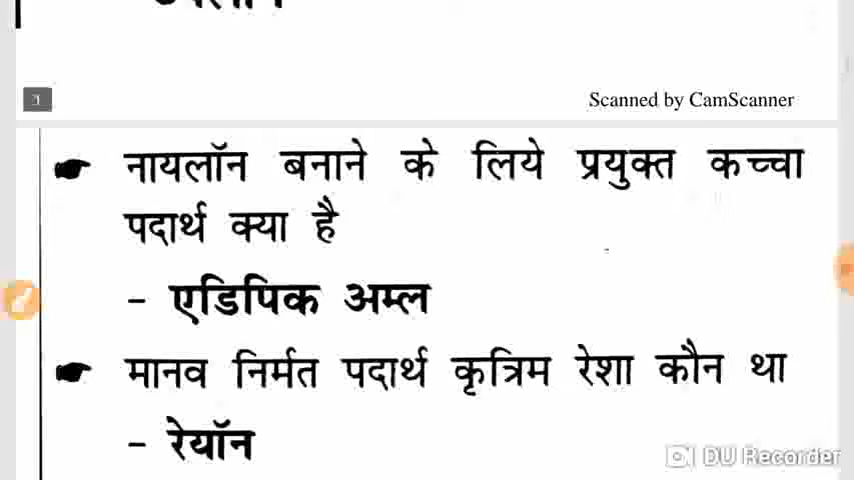 Scanned by CamScanner
नायलॉन बनाने के लिये प्रयुक्त कच्चा
पदार्थ क्या है
- एडिपिक अम्ल
मानव निर्मत पदार्थ कृत्रिम रेशा कौन था
- रेयॉन
DU Recorder